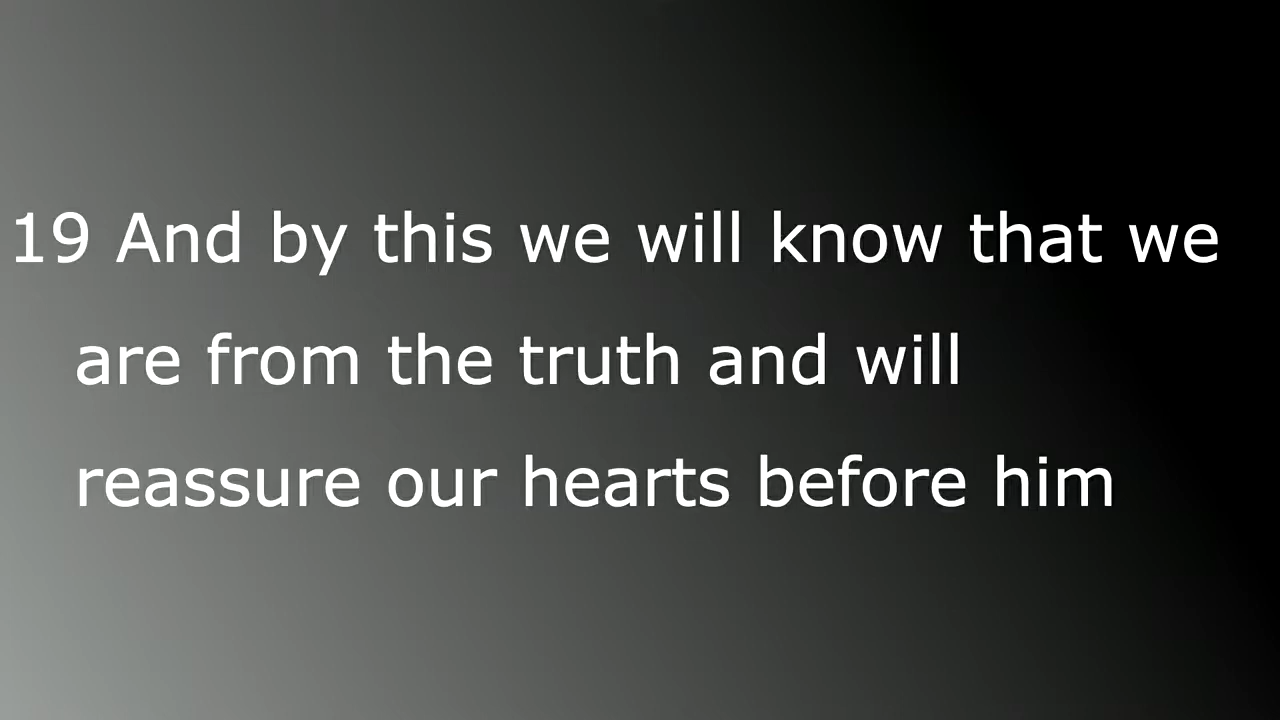 19 And by this we will know that we
are from the truth and will
reassure our hearts before him